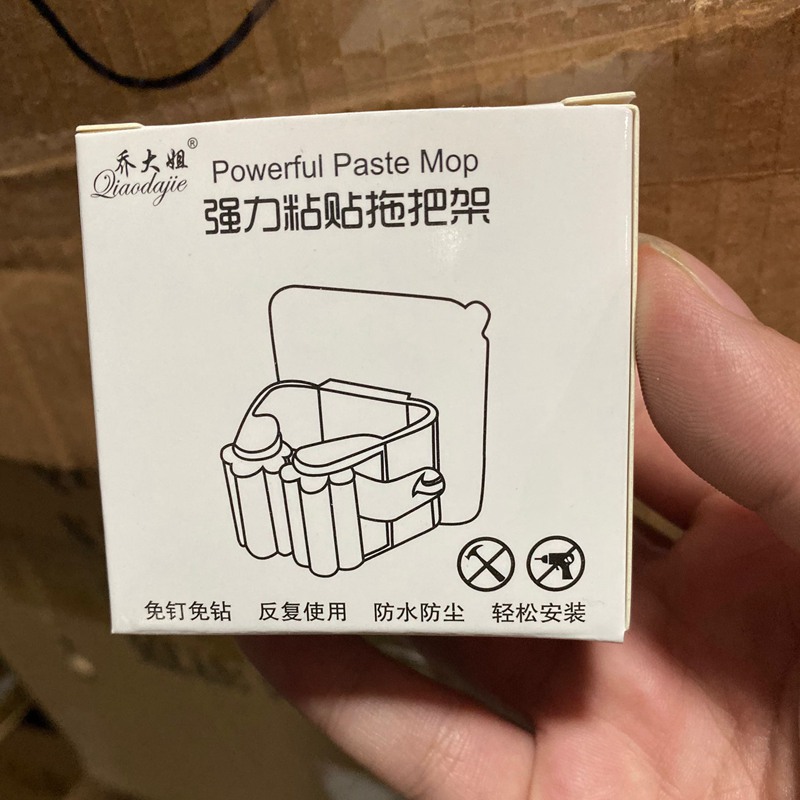 乔大姐®
Qiaodajie
Powerful Paste Mop
强力粘贴拖把架
免钉免钻 反复使用 防水防尘 轻松安装